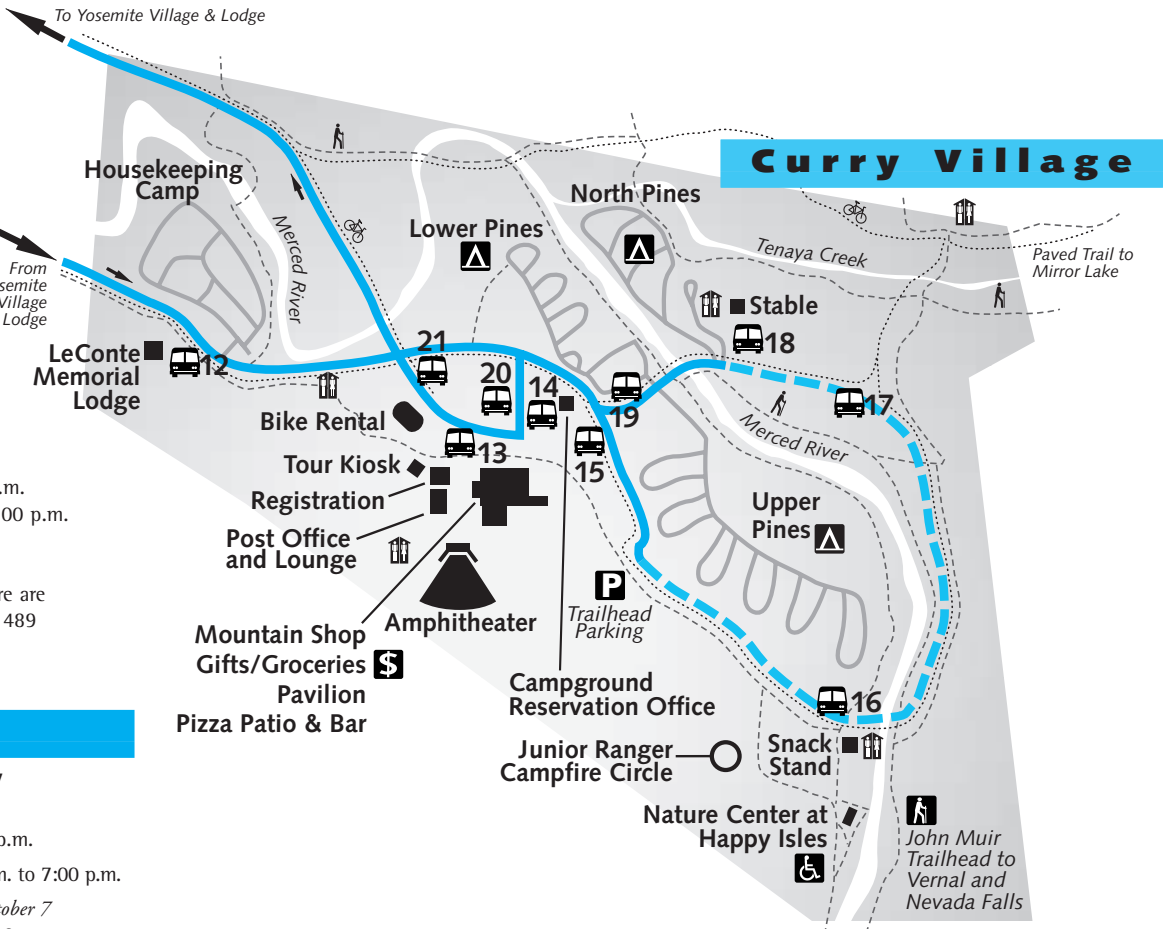 To Yosemite Village & Lodge
Curry Village
Housekeeping
Camp
North Pines
Lower Pines
Merced River
Tenaya Creek
Paved Trail to
Mirror Lake
From
semite
Village
Lodge
Stable
18
21
LeConte
Memorial
Lodge
12
20
14
19
17
Bike Rental
13
15
Merced River
Tour Kiosk
Registration
Upper
Pines
Post Office
and Lounge
.m.
00 p.m.
P
Trailhead
Parking
re are
489
Amphitheater
Mountain Shop
Gifts/Groceries $
Pavilion
Pizza Patio & Bar
Campground
Reservation Office
16
Junior Ranger
Campfire Circle
Snack
Stand
Nature Center at
Happy Isles
John Muir
Trailhead to
Vernal and
Nevada Falls
p.m.
m. to 7:00 p.m.
tober 7